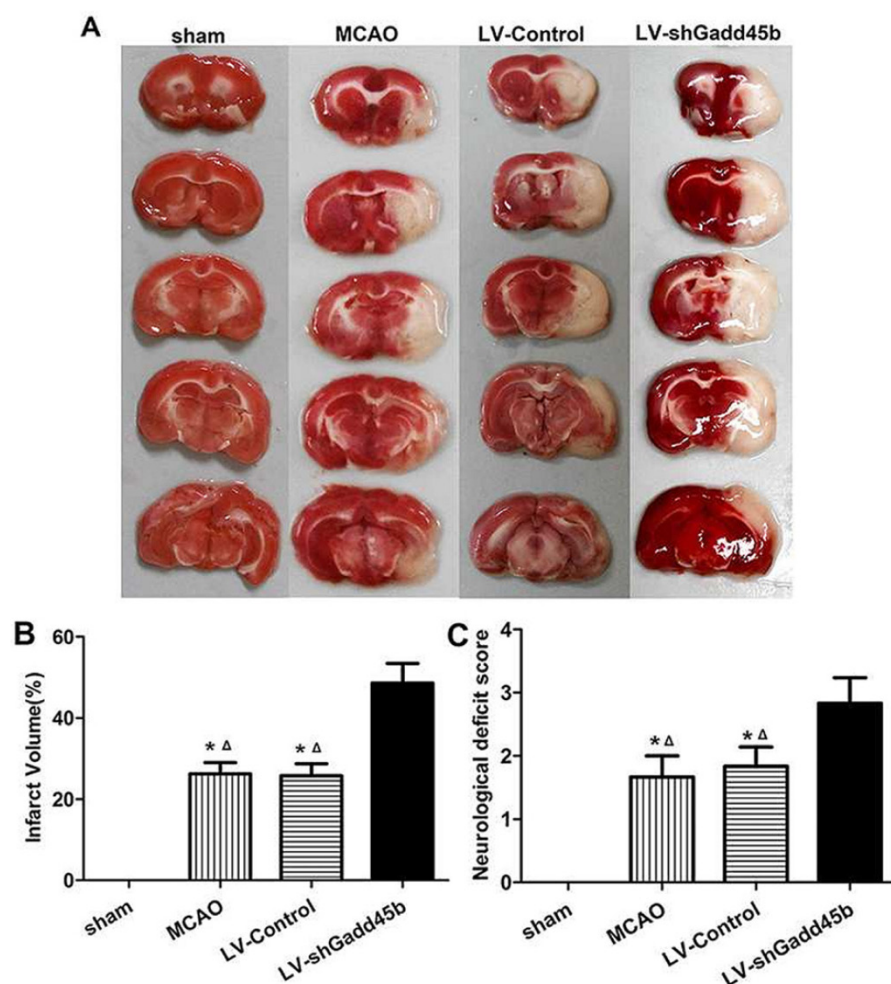 A
sham MCAO LV-Control LV-shGadd45b
B
Infarct Volume(%)
60
40
20
0
* Δ
* Δ
sham MCAO LV-Control LV-shGadd45b
C
Neurological deficit score
4
3
2
1
0
* Δ
* Δ
sham MCAO LV-Control LV-shGadd45b